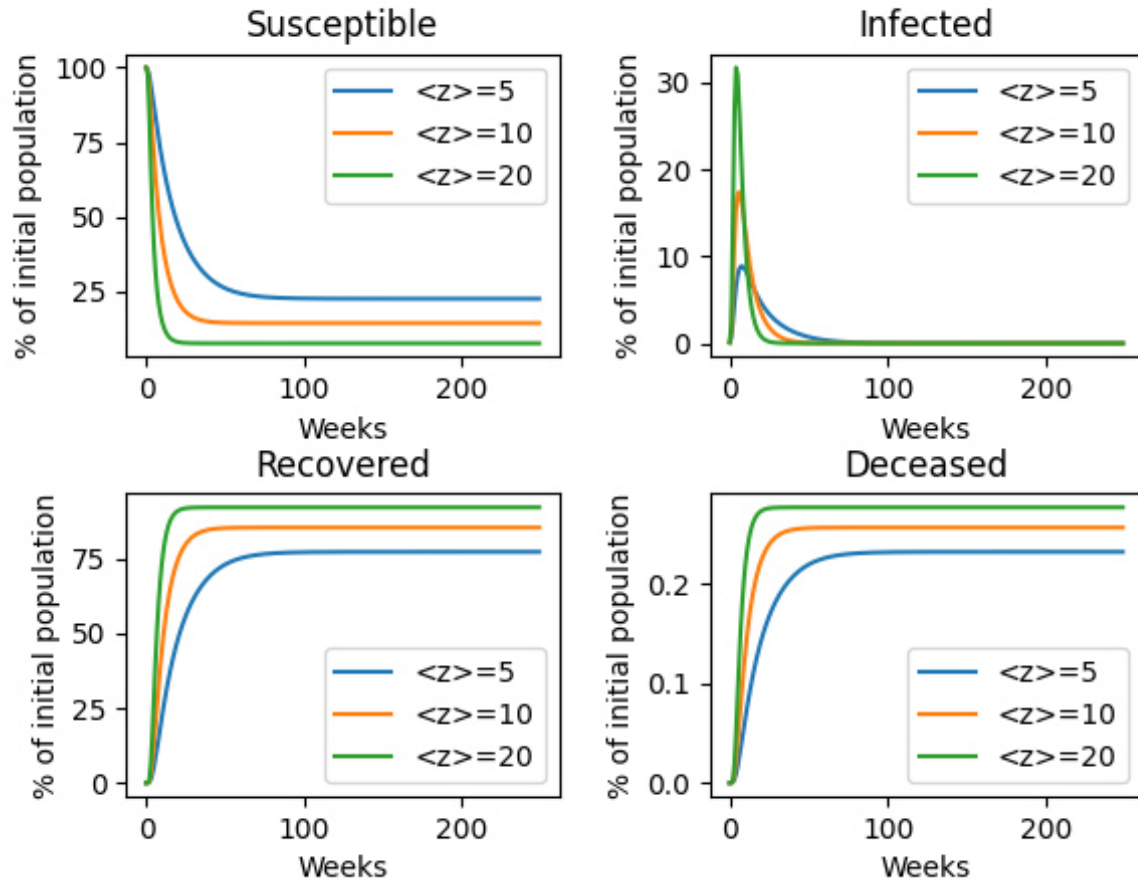 Susceptible
% of initial population
100
75
50
25
<z>=5
<z>=10
<z>=20
0
100
200
Weeks
Infected
% of initial population
30
20
10
0
<z>=5
<z>=10
<z>=20
0
100
200
Weeks
Recovered
% of initial population
75
50
25
0
<z>=5
<z>=10
<z>=20
0
100
200
Weeks
Deceased
% of initial population
0.2
0.1
0.0
<z>=5
<z>=10
<z>=20
0
100
200
Weeks